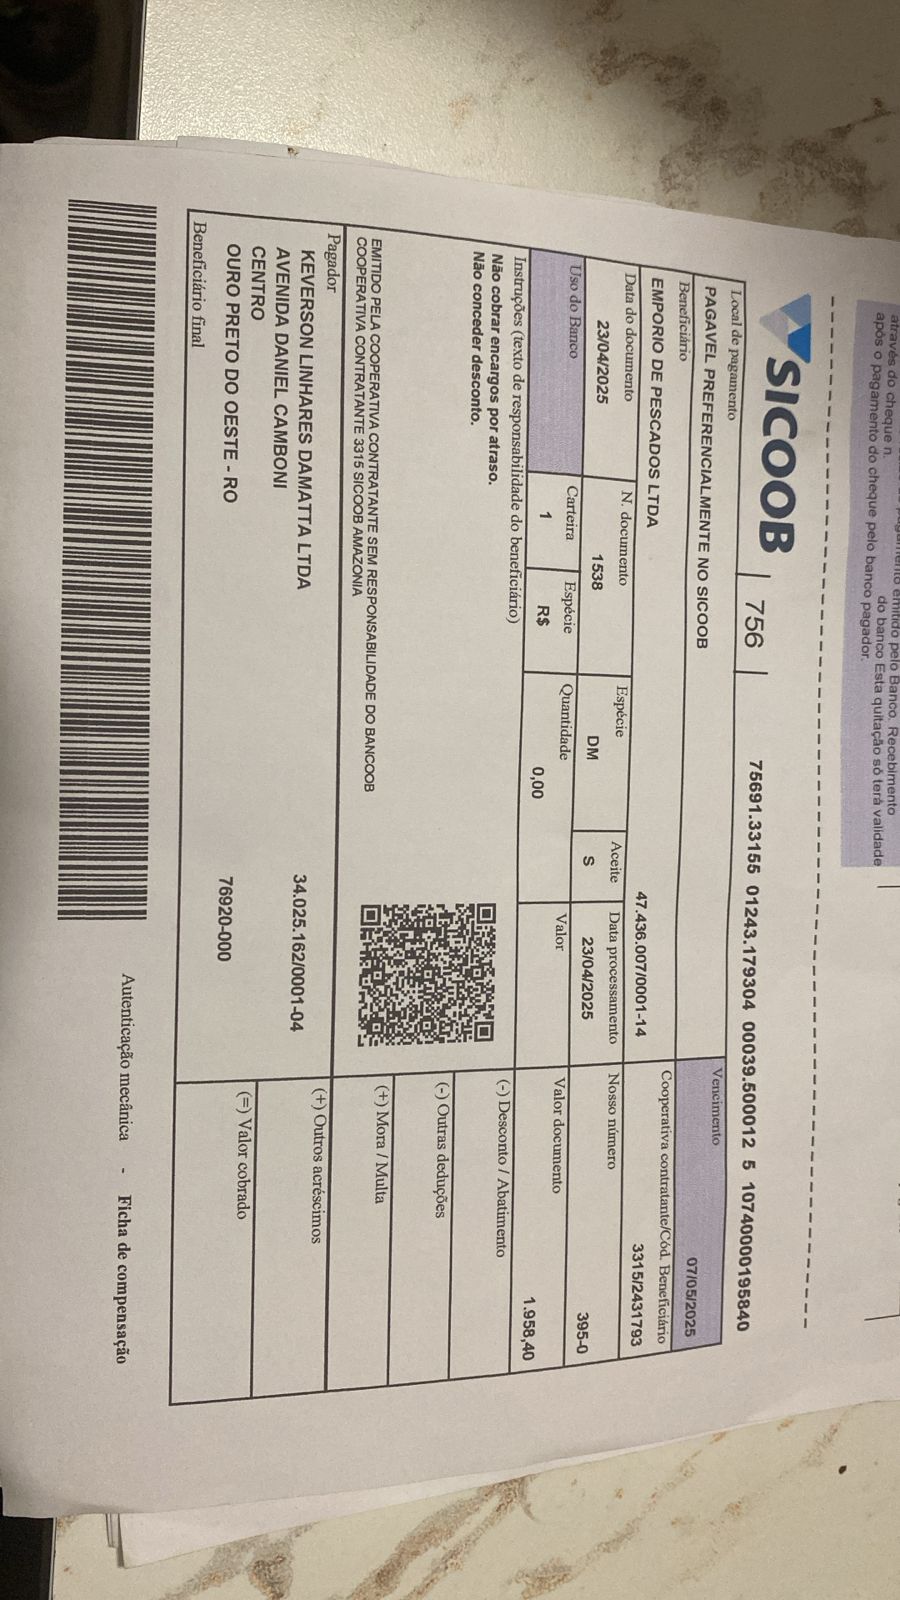 emitido pelo Banco. Recebimento
através do cheque n. do banco Esta quitação só terá validade
após o pagamento do cheque pelo banco pagador.
SICOOB 756 75691.33155 01243.179304 00039.500012 5 10740000195840
Local de pagamento Vencimento
PAGAVEL PREFERENCIALMENTE NO SICOOB 07/05/2025
Beneficiário Cooperativa contratante/Cód. Beneficiário
EMPORIO DE PESCADOS LTDA 47.436.007/0001-14 3315/2431793
Data do documento N. documento Espécie Aceite Data processamento Nosso número
23/04/2025 1538 DM S 23/04/2025 395-0
Uso do Banco Carteira Espécie Quantidade Valor Valor documento
1 R$ 0,00 1.958,40
Instruções (texto de responsabilidade do beneficiário) (-) Desconto / Abatimento
Não cobrar encargos por atraso.
Não conceder desconto.
(-) Outras deduções
(+) Mora / Multa
EMITIDO PELA COOPERATIVA CONTRATANTE SEM RESPONSABILIDADE DO BANCOOB
COOPERATIVA CONTRATANTE 3315 SICOOB AMAZONIA
Pagador (+) Outros acréscimos
KEVERSON LINHARES DAMATTA LTDA 34.025.162/0001-04
AVENIDA DANIEL CAMBONI
CENTRO (=) Valor cobrado
OURO PRETO DO OESTE - RO 76920-000
Beneficiário final
Autenticação mecânica - Ficha de compensação